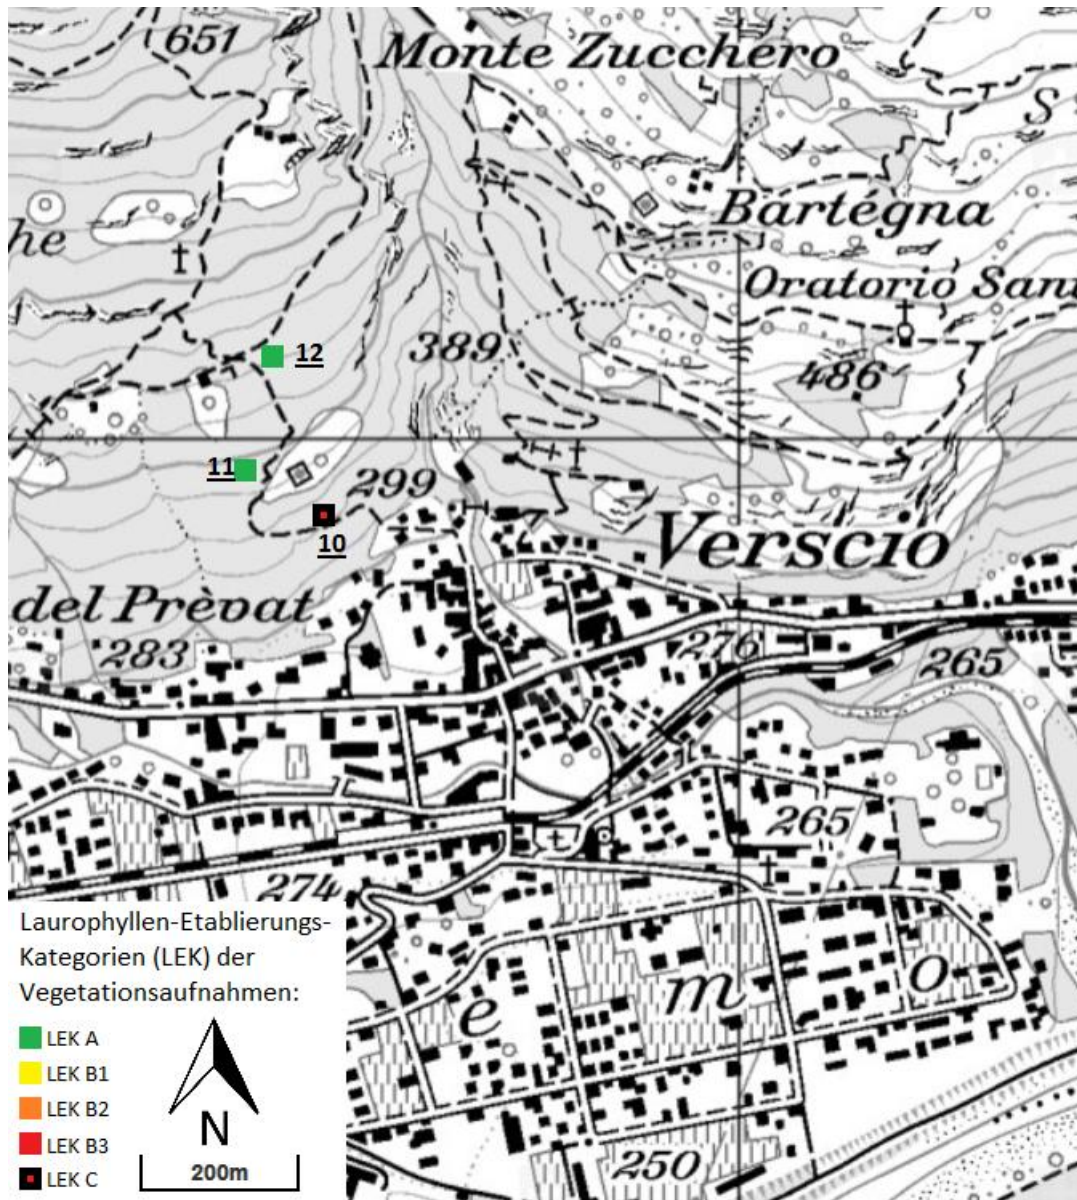 651
Monte Zucchero
S
Bartégna
he
Oratorio Sant
12
389
486
11
299
10
Verscio
del Prèvat
283
276
265
265
274
Laurophyllen-Etablierungs-
Kategorien (LEK) der
Vegetationsaufnahmen:
LEK A
LEK B1
LEK B2
LEK B3
LEK C
N
200m
e m o
250